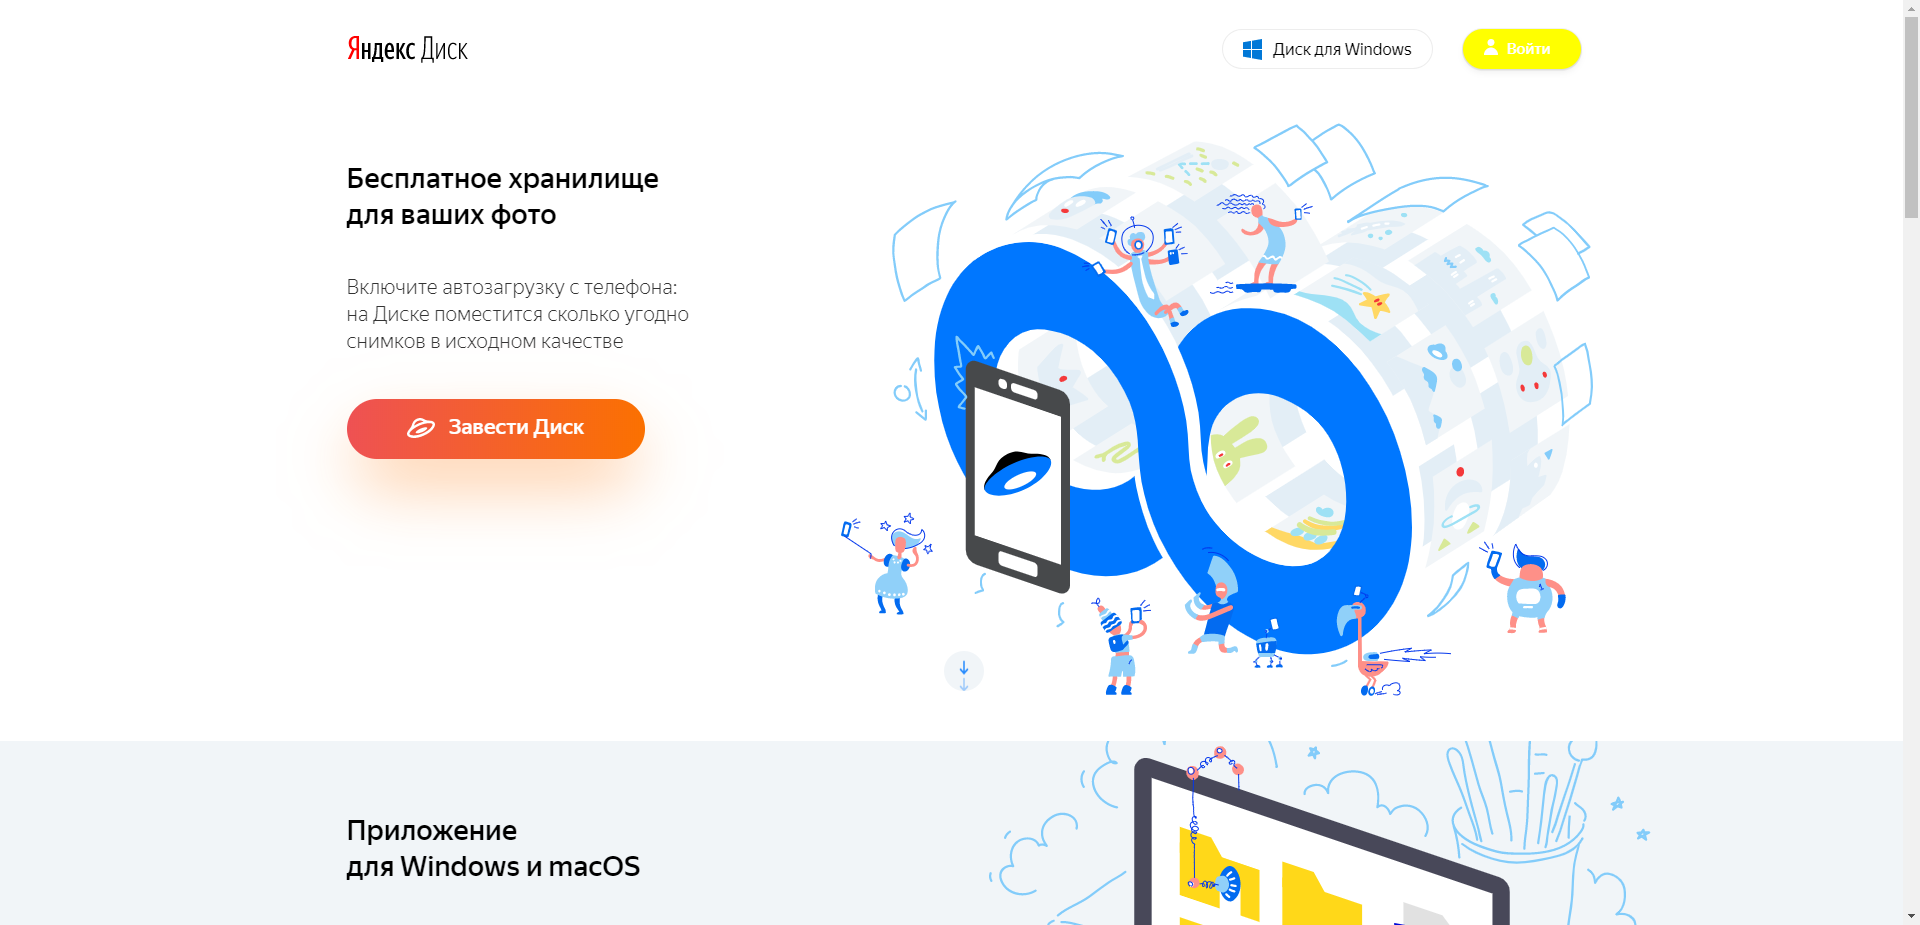 Яндекс Диск
Диск для Windows
Войти
Бесплатное хранилище
для ваших фото
Включите автозагрузку с телефона:
на Диске поместится сколько угодно
снимков в исходном качестве
Завести Диск
Приложение
для Windows и macOS